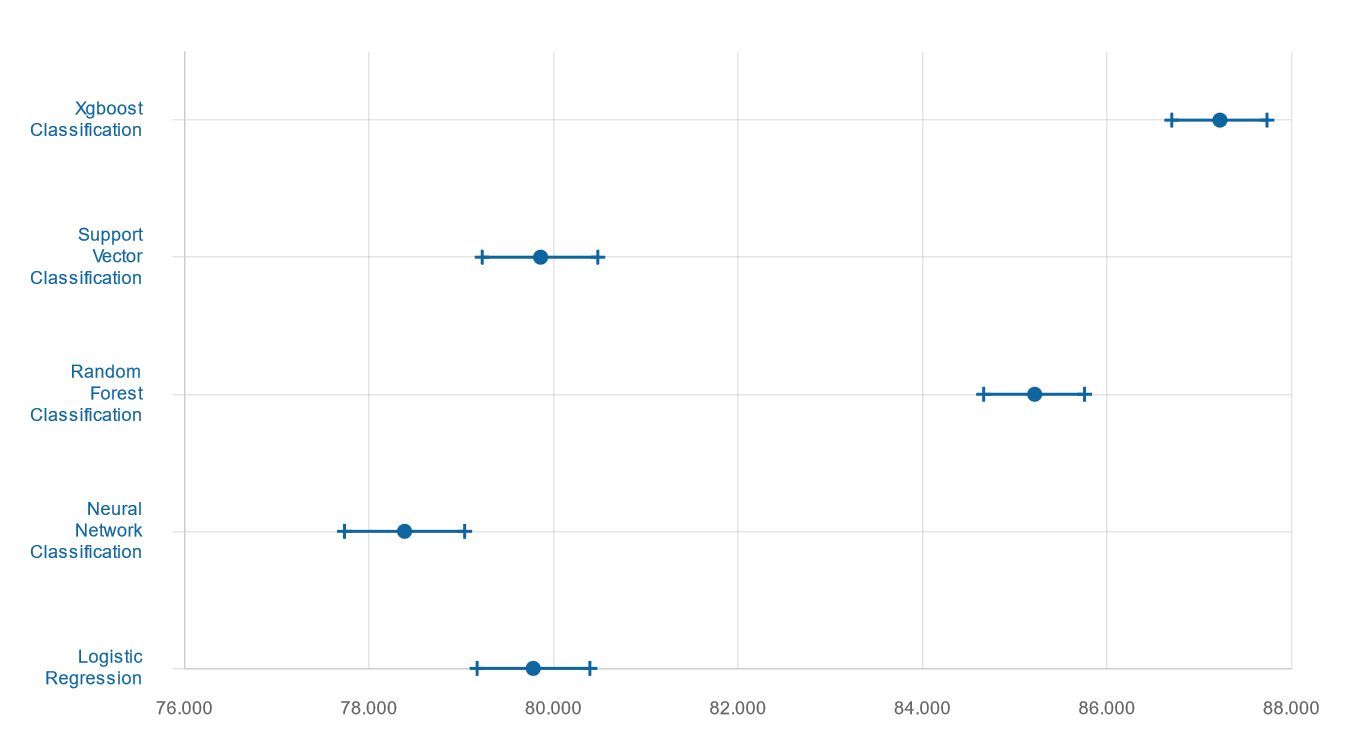 Xgboost
Classification
Support
Vector
Classification
Random
Forest
Classification
Neural
Network
Classification
Logistic
Regression
76.000 78.000 80.000 82.000 84.000 86.000 88.000